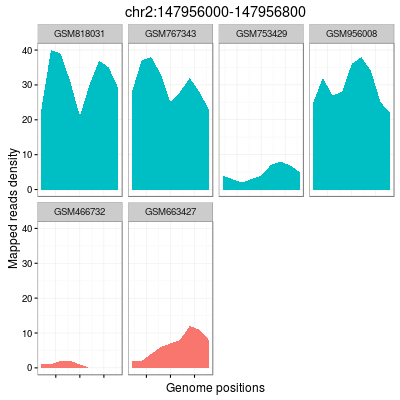 chr2:147956000-147956800
GSM818031 GSM767343 GSM753429 GSM956008
40
30
20
10
0
GSM466732 GSM663427
40
30
20
10
0
Mapped reads density
Genome positions